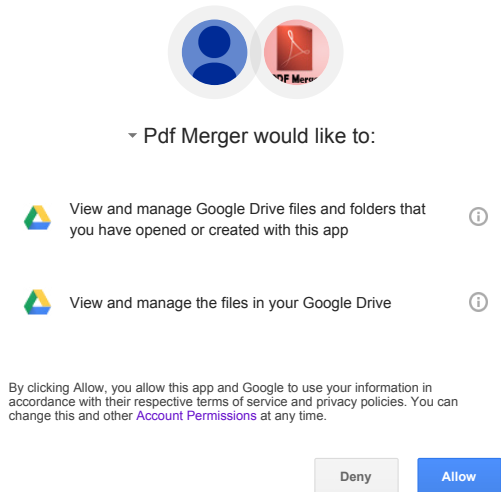 PDF Merge
Pdf Merger would like to:
View and manage Google Drive files and folders that
you have opened or created with this app
View and manage the files in your Google Drive
By clicking Allow, you allow this app and Google to use your information in
accordance with their respective terms of service and privacy policies. You can
change this and other Account Permissions at any time.
Deny Allow